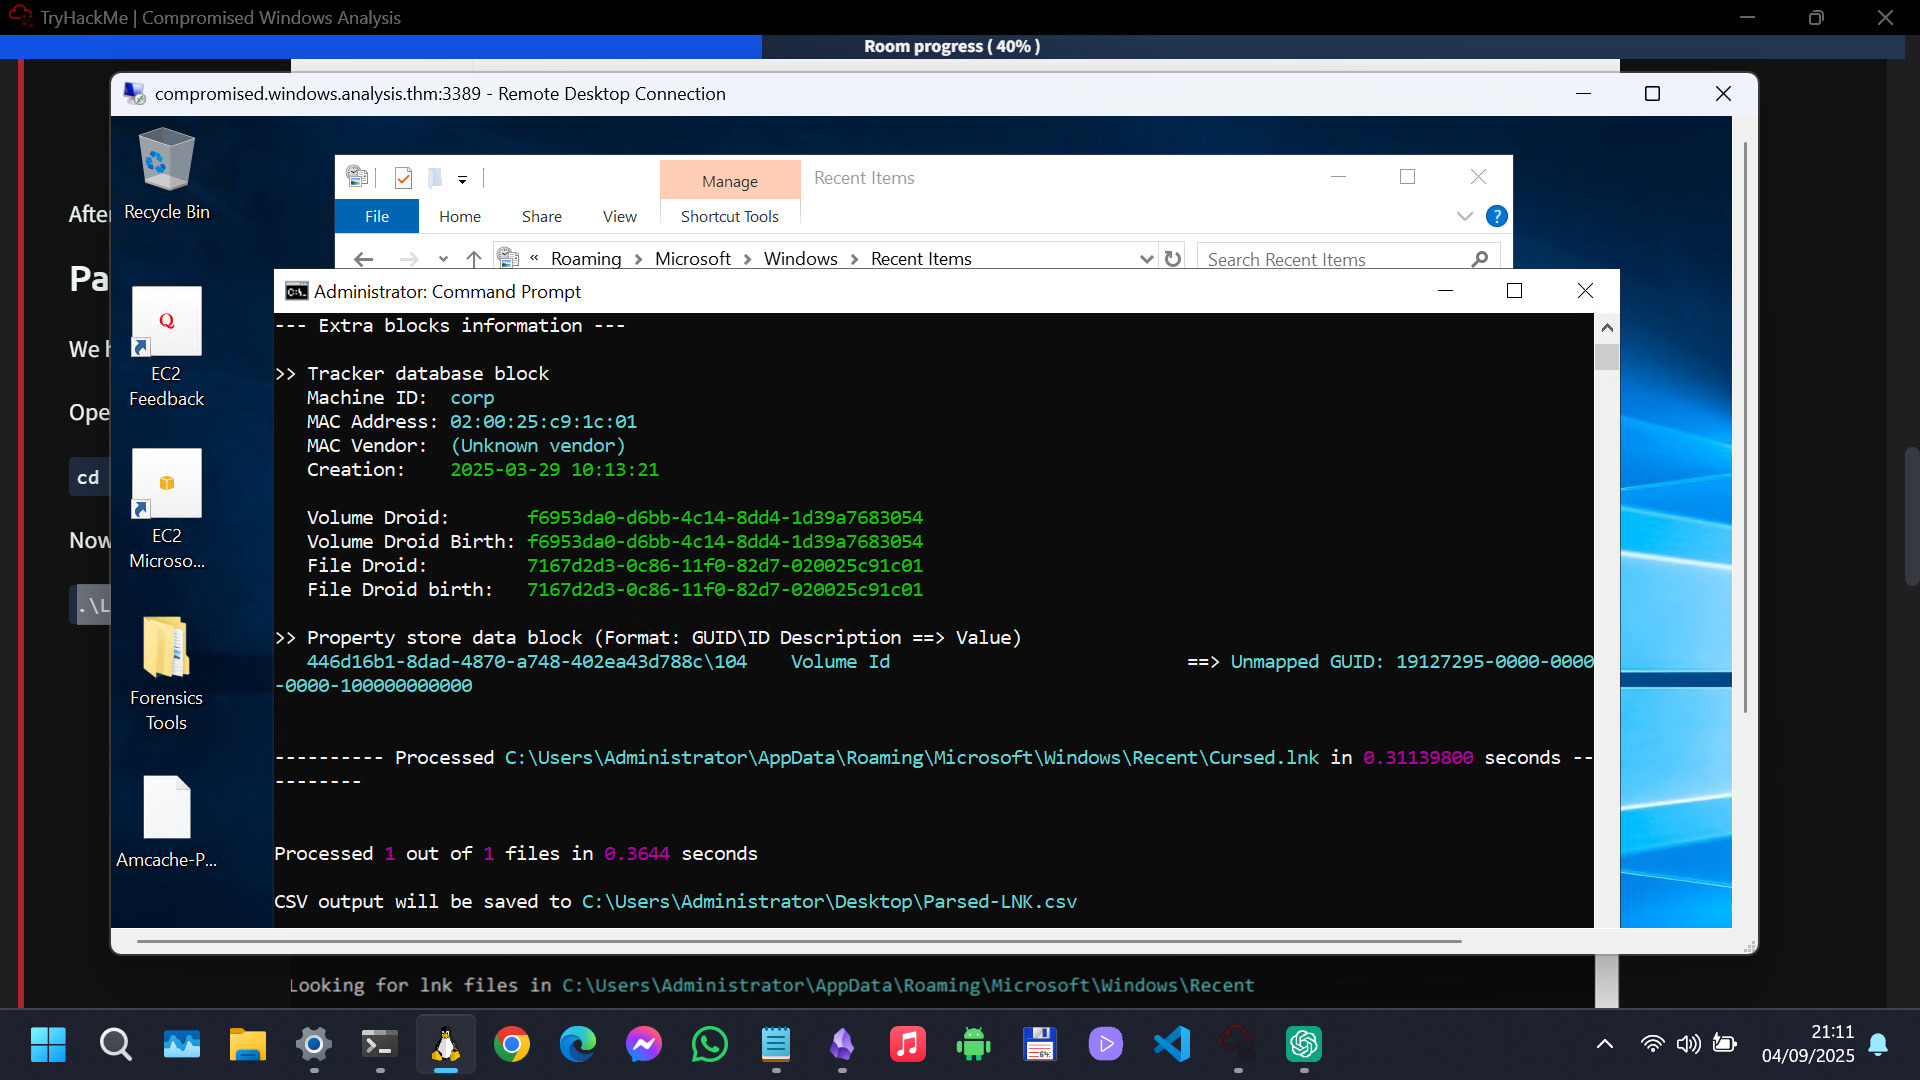 TryHackMe | Compromised Windows Analysis
Room progress ( 40% )
compromised.windows.analysis.thm:3389 - Remote Desktop Connection
Recycle Bin
Manage
Recent Items
File
Home
Share
View
Shortcut Tools
« Roaming > Microsoft > Windows > Recent Items
Search Recent Items
Afte
Pa
We h
Ope
cd
Now
.\L
EC2
Feedback
EC2
Microso...
Forensics
Tools
Amcache-P...
Administrator: Command Prompt
--- Extra blocks information ---
>> Tracker database block
Machine ID: corp
MAC Address: 02:00:25:c9:1c:01
MAC Vendor: (Unknown vendor)
Creation: 2025-03-29 10:13:21
Volume Droid: f6953da0-d6bb-4c14-8dd4-1d39a7683054
Volume Droid Birth: f6953da0-d6bb-4c14-8dd4-1d39a7683054
File Droid: 7167d2d3-0c86-11f0-82d7-020025c91c01
File Droid birth: 7167d2d3-0c86-11f0-82d7-020025c91c01
>> Property store data block (Format: GUID\ID Description ==> Value)
446d16b1-8dad-4870-a748-402ea43d788c\104 Volume Id ==> Unmapped GUID: 19127295-0000-0000
-0000-100000000000
---------- Processed C:\Users\Administrator\AppData\Roaming\Microsoft\Windows\Recent\Cursed.lnk in 0.31139800 seconds --
--------
Processed 1 out of 1 files in 0.3644 seconds
CSV output will be saved to C:\Users\Administrator\Desktop\Parsed-LNK.csv
Looking for lnk files in C:\Users\Administrator\AppData\Roaming\Microsoft\Windows\Recent
21:11
04/09/2025